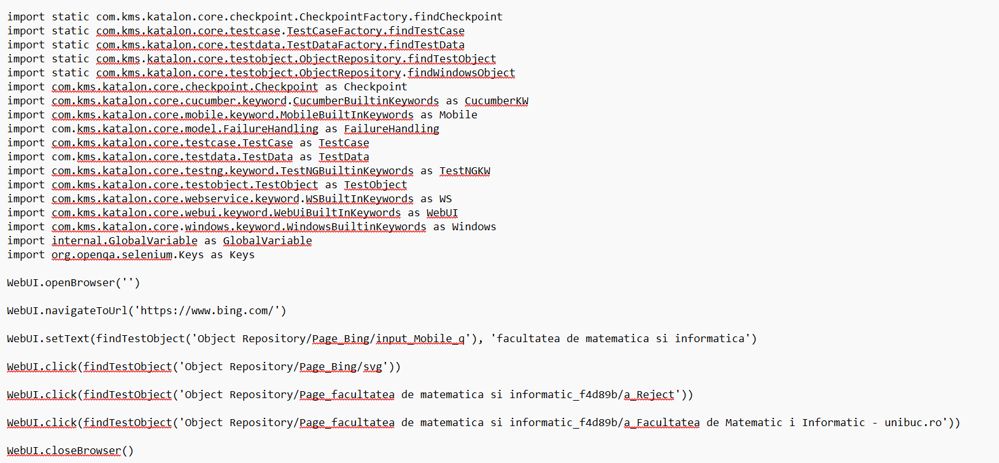 import static com.kms.katalon.core.checkpoint.CheckpointFactory.findCheckpoint
import static com.kms.katalon.core.testcase.TestCaseFactory.findTestCase
import static com.kms.katalon.core.testdata.TestDataFactory.findTestData
import static com.kms.katalon.core.testobject.ObjectRepository.findTestObject
import static com.kms.katalon.core.testobject.ObjectRepository.findWindowsObject
import com.kms.katalon.core.checkpoint.Checkpoint as Checkpoint
import com.kms.katalon.core.cucumber.keyword.CucumberBuiltinKeywords as CucumberKW
import com.kms.katalon.core.mobile.keyword.MobileBuiltInKeywords as Mobile
import com.kms.katalon.core.model.FailureHandling as FailureHandling
import com.kms.katalon.core.testcase.TestCase as TestCase
import com.kms.katalon.core.testdata.TestData as TestData
import com.kms.katalon.core.testng.keyword.TestNGBuiltinKeywords as TestNGKW
import com.kms.katalon.core.testobject.TestObject as TestObject
import com.kms.katalon.core.webservice.keyword.WSBuiltInKeywords as WS
import com.kms.katalon.core.webui.keyword.WebUiBuiltInKeywords as WebUI
import com.kms.katalon.core.windows.keyword.WindowsBuiltinKeywords as Windows
import internal.GlobalVariable as GlobalVariable
import org.openqa.selenium.Keys as Keys
WebUI.openBrowser('')
WebUI.navigateToUrl('https://www.bing.com/')
WebUI.setText(findTestObject('Object Repository/Page_Bing/input_Mobile_q'), 'facultatea de matematica si informatica')
WebUI.click(findTestObject('Object Repository/Page_Bing/svg'))
WebUI.click(findTestObject('Object Repository/Page_facultatea de matematica si informatic_f4d89b/a_Reject'))
WebUI.click(findTestObject('Object Repository/Page_facultatea de matematica si informatic_f4d89b/a_Facultatea de Matematic i Informatic - unibuc.ro'))
WebUI.closeBrowser()